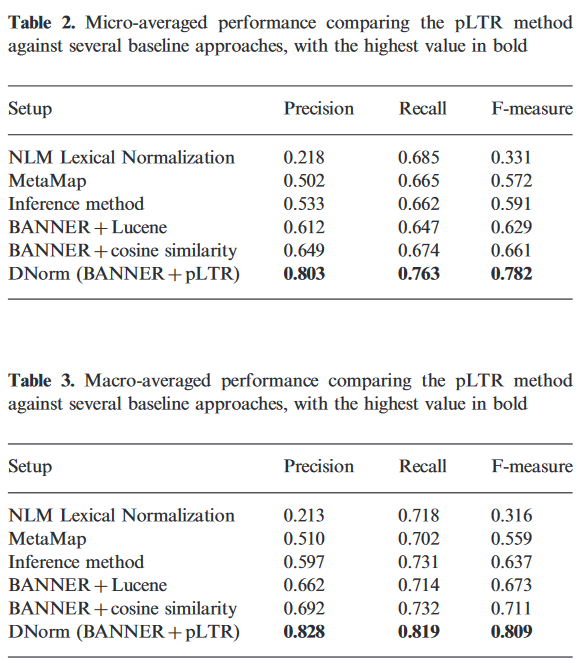 Table 2. Micro-averaged performance comparing the pLTR method
against several baseline approaches, with the highest value in bold
Setup Precision Recall F-measure
NLM Lexical Normalization 0.218 0.685 0.331
MetaMap 0.502 0.665 0.572
Inference method 0.533 0.662 0.591
BANNER+Lucene 0.612 0.647 0.629
BANNER+cosine similarity 0.649 0.674 0.661
DNorm (BANNER+pLTR) 0.803 0.763 0.782
Table 3. Macro-averaged performance comparing the pLTR method
against several baseline approaches, with the highest value in bold
Setup Precision Recall F-measure
NLM Lexical Normalization 0.213 0.718 0.316
MetaMap 0.510 0.702 0.559
Inference method 0.597 0.731 0.637
BANNER+Lucene 0.662 0.714 0.673
BANNER+cosine similarity 0.692 0.732 0.711
DNorm (BANNER+pLTR) 0.828 0.819 0.809